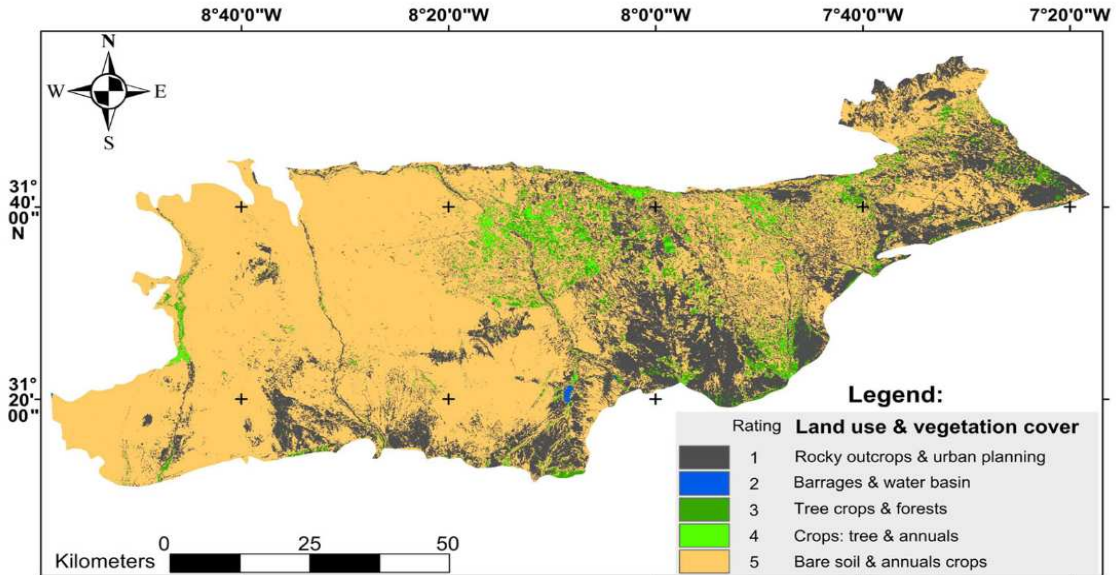 8°40'0"W 8°20'0"W 8°0'0"W 7°40'0"W 7°20'0"W
N
W E
S
31°
40'
00"
N
31°
20'
00"
Legend:
Rating Land use & vegetation cover
1 Rocky outcrops & urban planning
2 Barrages & water basin
3 Tree crops & forests
4 Crops: tree & annuals
5 Bare soil & annuals crops
0 25 50
Kilometers